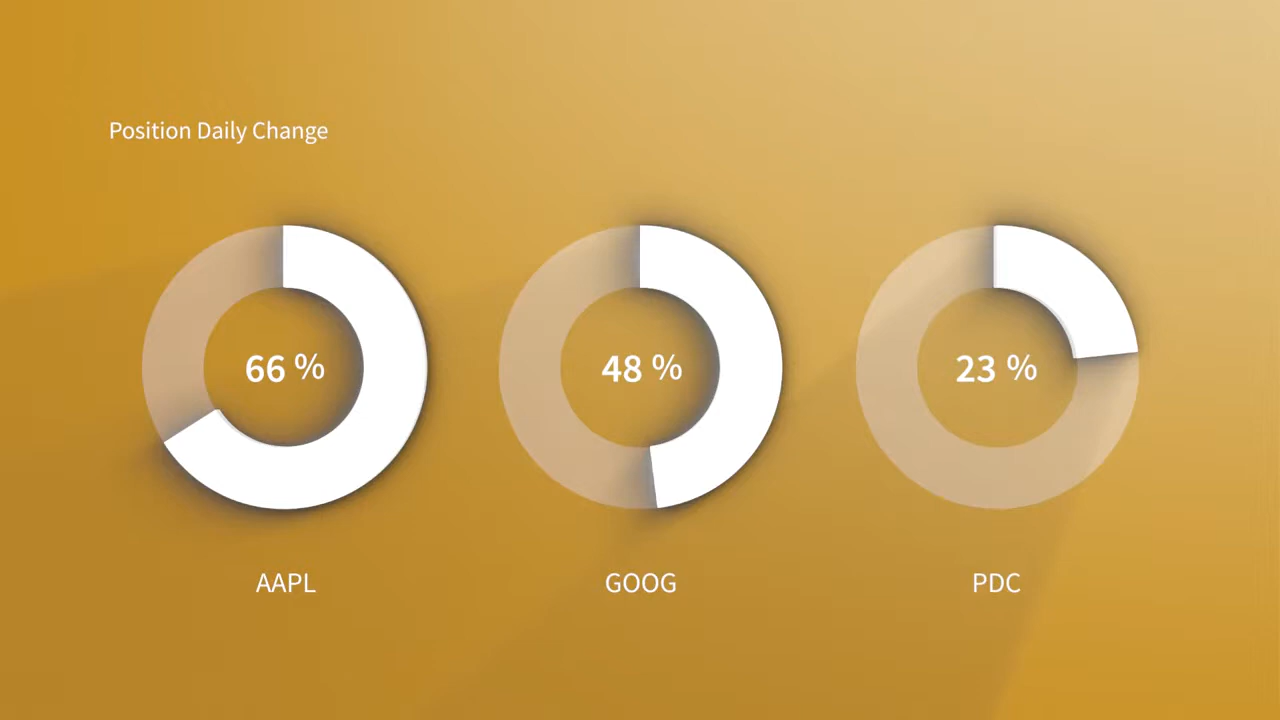 Position Daily Change
66 %
48 %
23 %
AAPL
GOOG
PDC